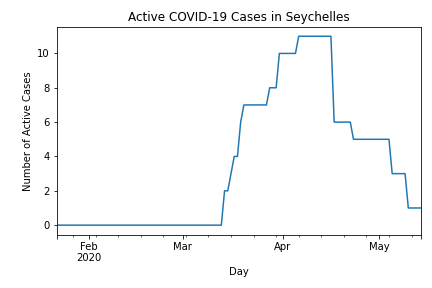 Active COVID-19 Cases in Seychelles
Number of Active Cases
10
8
6
4
2
0
Feb
2020
Mar
Apr
May
Day